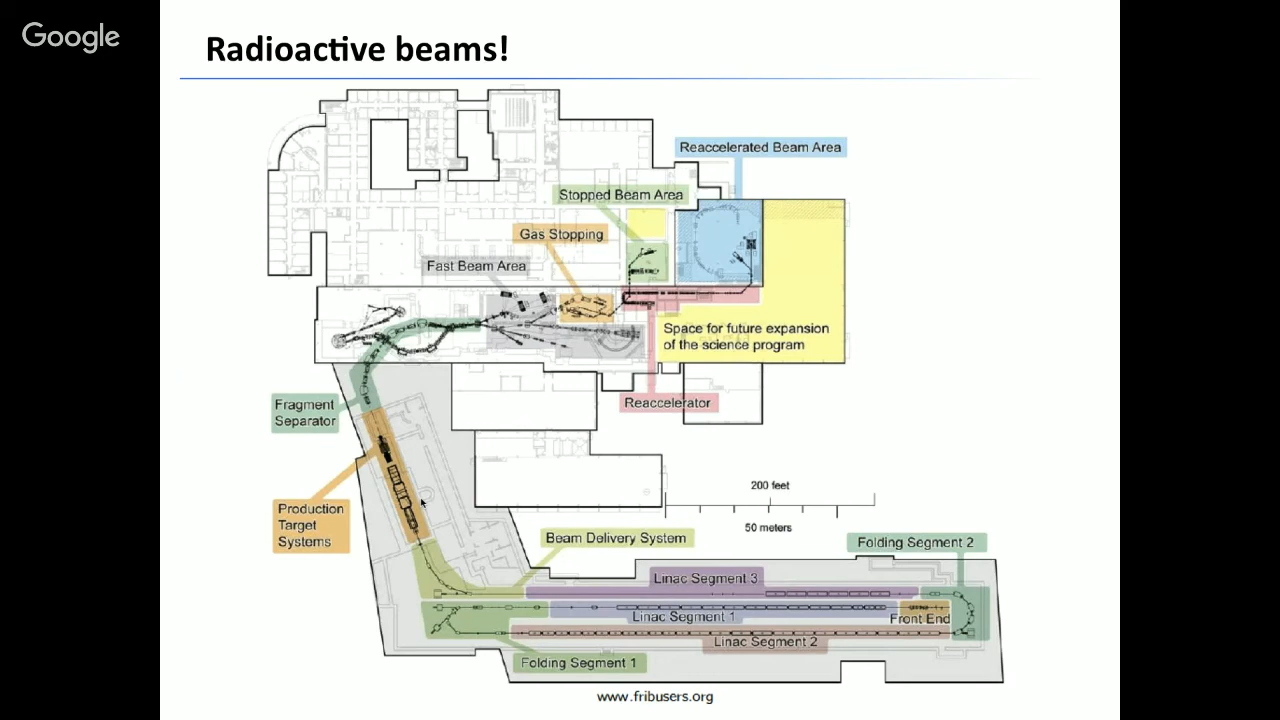 Google
Radioactive beams!
Reaccelerated Beam Area
Stopped Beam Area
Gas Stopping
Fast Beam Area
Space for future expansion
of the science program
Reaccelerator
Fragment
Separator
Production
Target
Systems
200 feet
50 meters
Beam Delivery System
Folding Segment 2
Linac Segment 3
Linac Segment 1
Front End
Linac Segment 2
Folding Segment 1
www.fribusers.org